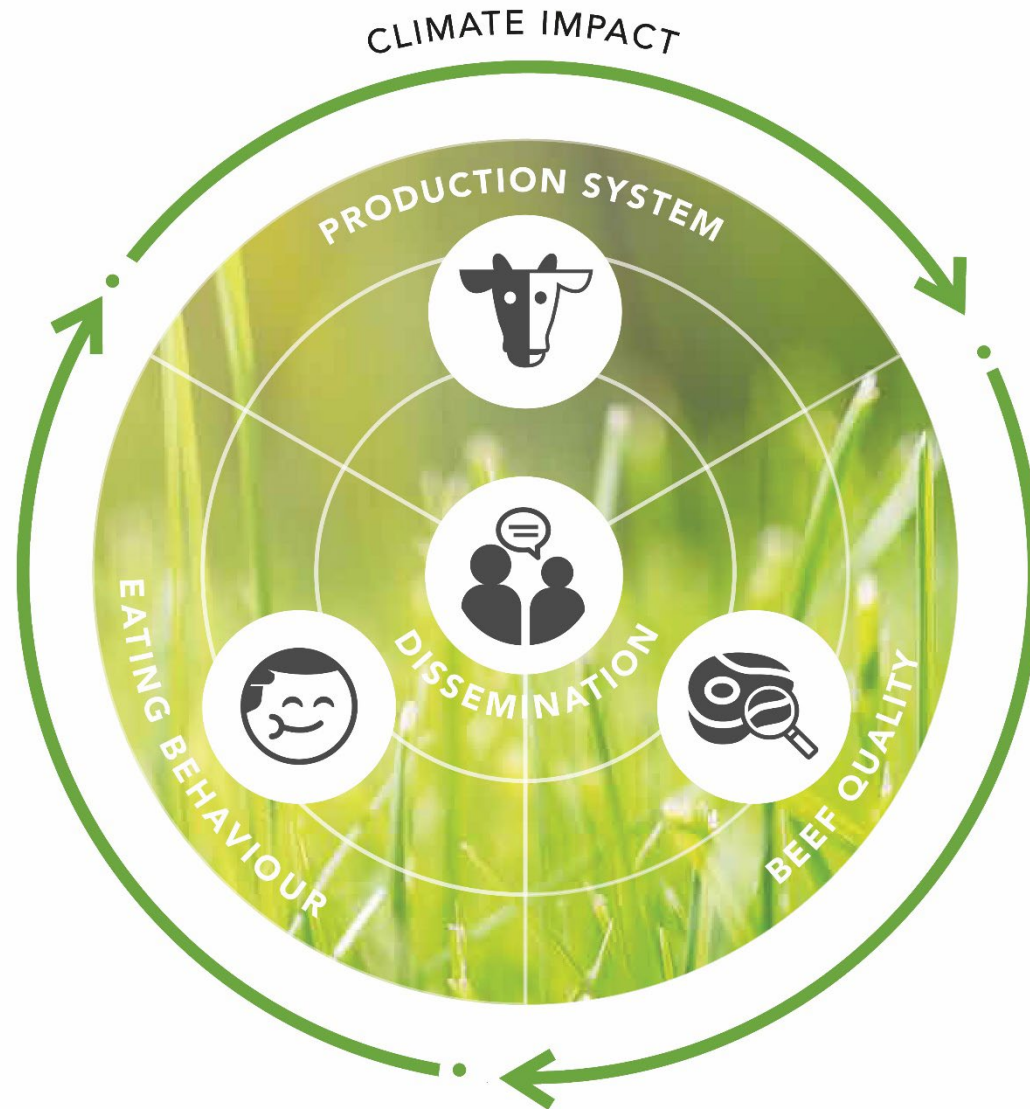 CLIMATE IMPACT
PRODUCTION SYSTEM
DISSEMINATION
EATING BEHAVIOUR
BEEF QUALITY